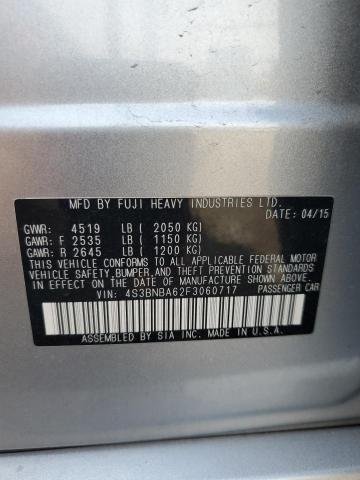 MFD BY FUJI HEAVY INDUSTRIES LTD.
DATE: 04/15
GVWR: 4519 LB ( 2050 KG)
GAWR: F 2535 LB ( 1150 KG)
GAWR: R 2645 LB ( 1200 KG)
THIS VEHICLE CONFORMS TO ALL APPLICABLE FEDERAL MOTOR
VEHICLE SAFETY, BUMPER, AND THEFT PREVENTION STANDARDS
IN EFFECT ON THE DATE OF MANUFACTURE SHOWN ABOVE.
VIN: 4S3BNBA62F3060717 PASSENGER CAR
ASSEMBLED BY SIA INC. IN U.S.A.